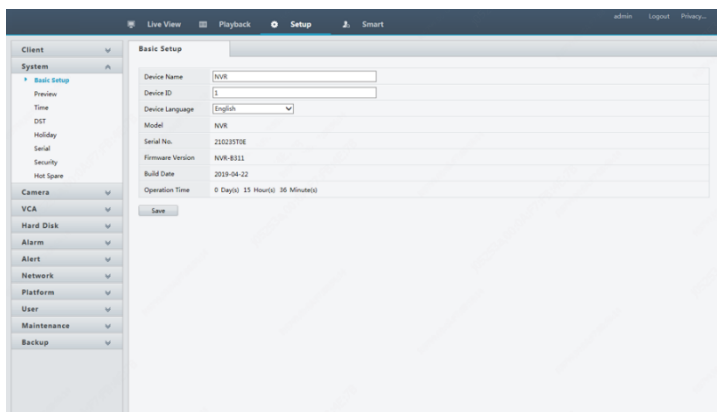 Live View Playback Setup Smart admin Logout Privacy...
Client
System
Basic Setup
Preview
Time
DST
Holiday
Serial
Security
Hot Spare
Camera
VCA
Hard Disk
Alarm
Alert
Network
Platform
User
Maintenance
Backup
Basic Setup
Device Name NVR
Device ID 1
Device Language English
Model NVR
Serial No. 210235T0E
Firmware Version NVR-B311
Build Date 2019-04-22
Operation Time 0 Day(s) 15 Hour(s) 36 Minute(s)
Save